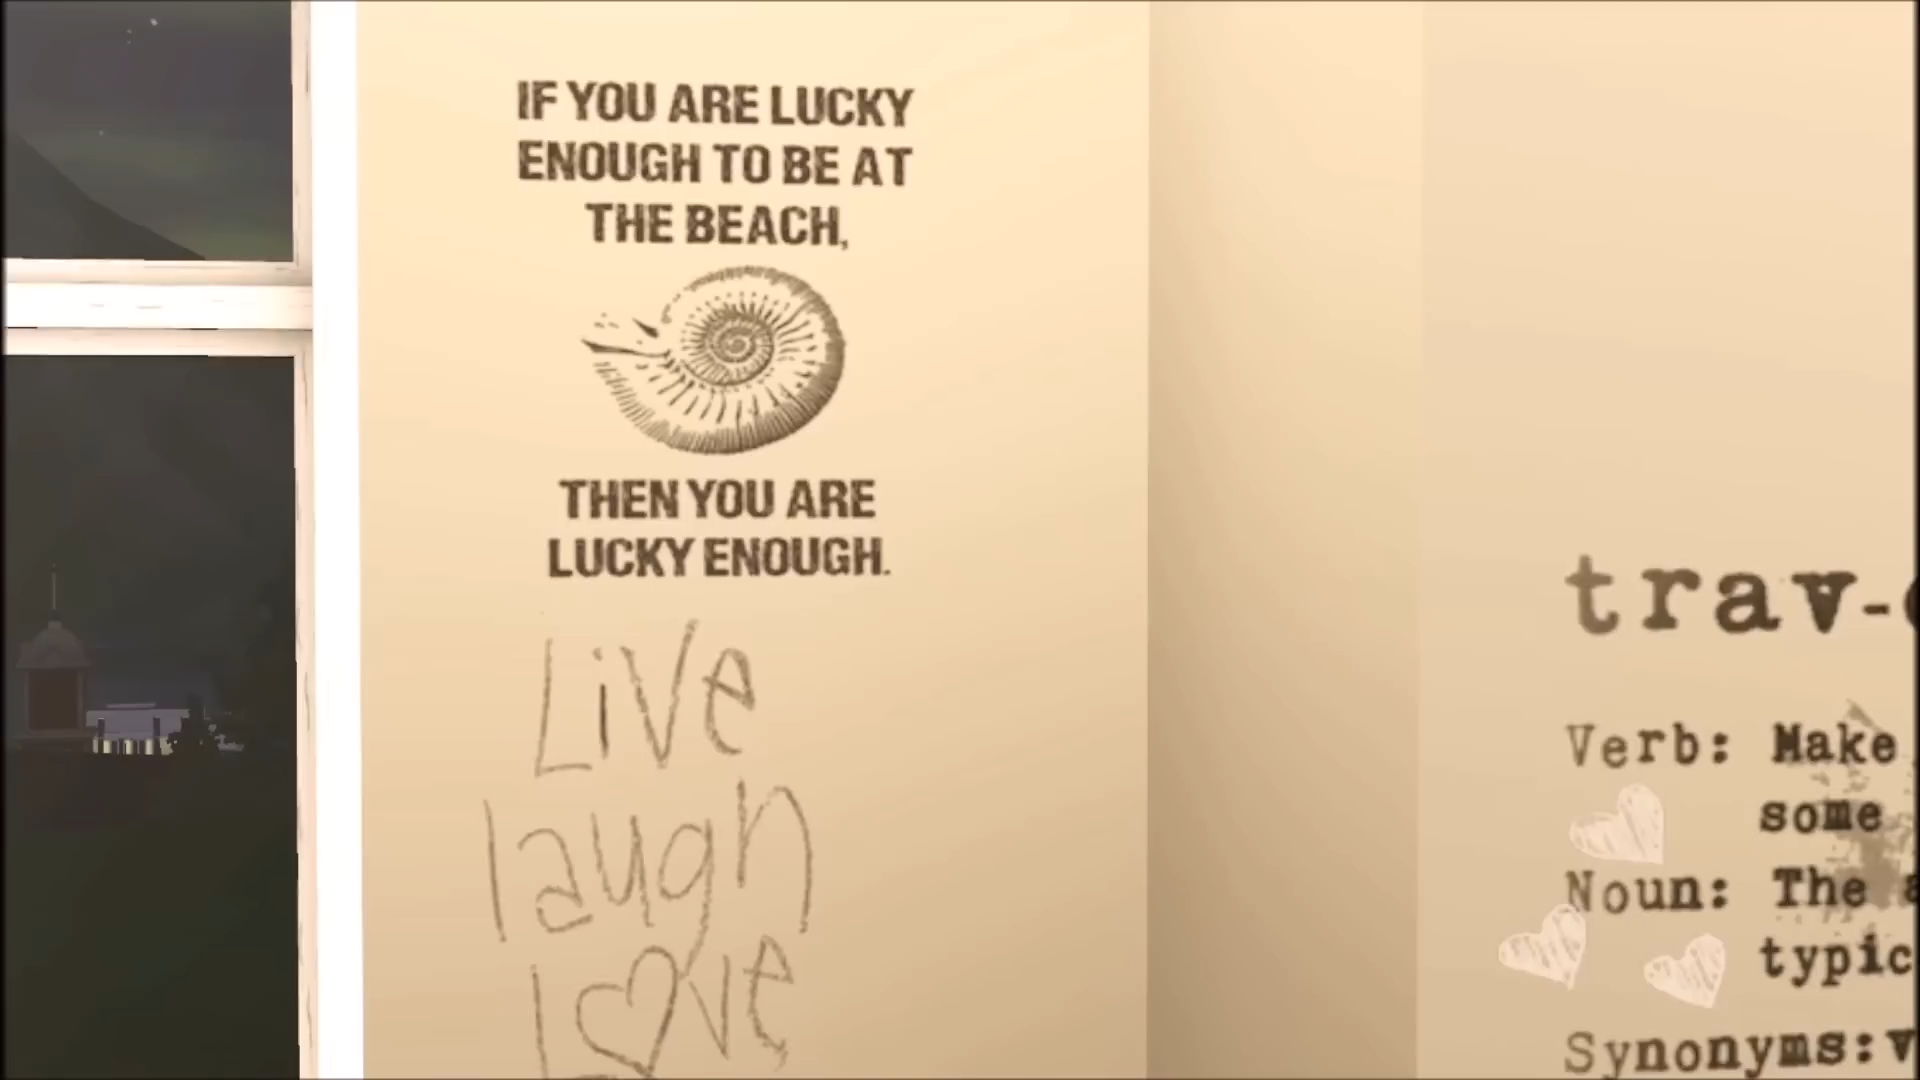 IF YOU ARE LUCKY
ENOUGH TO BE AT
THE BEACH,
THEN YOU ARE
LUCKY ENOUGH.
Live
laugh
love
trav-
Verb: Make
some
Noun: The
typic
Synonyms: